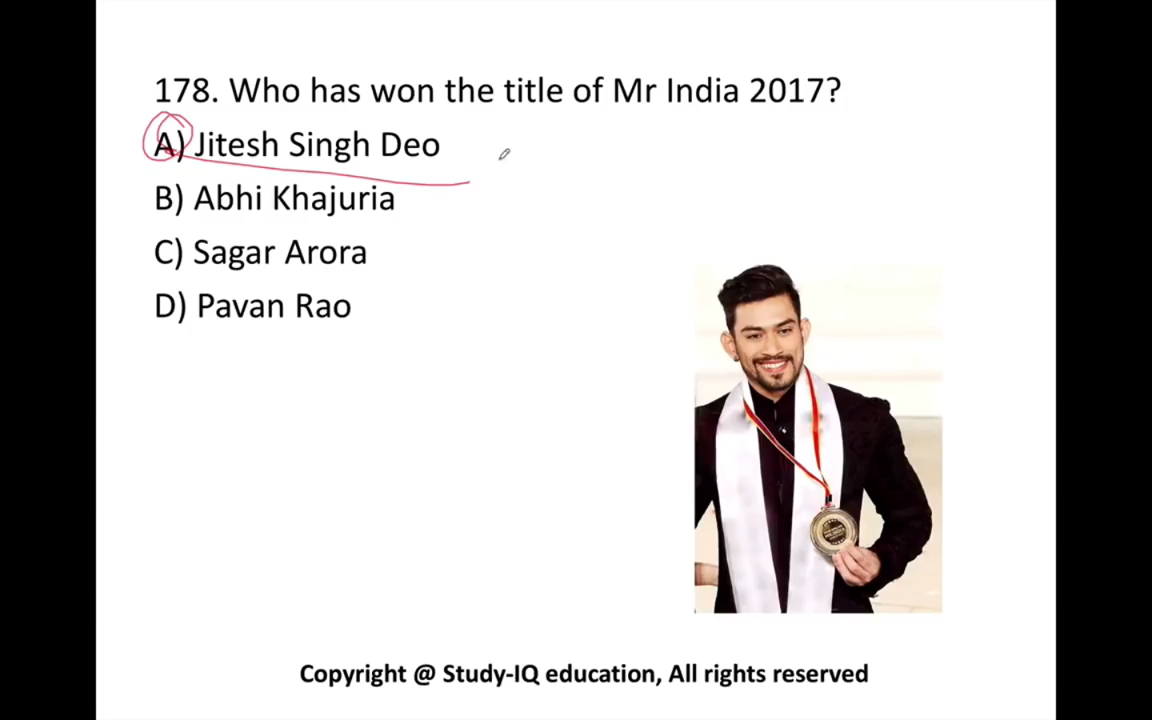 178. Who has won the title of Mr India 2017?
A) Jitesh Singh Deo
B) Abhi Khajuria
C) Sagar Arora
D) Pavan Rao
Copyright @ Study-IQ education, All rights reserved